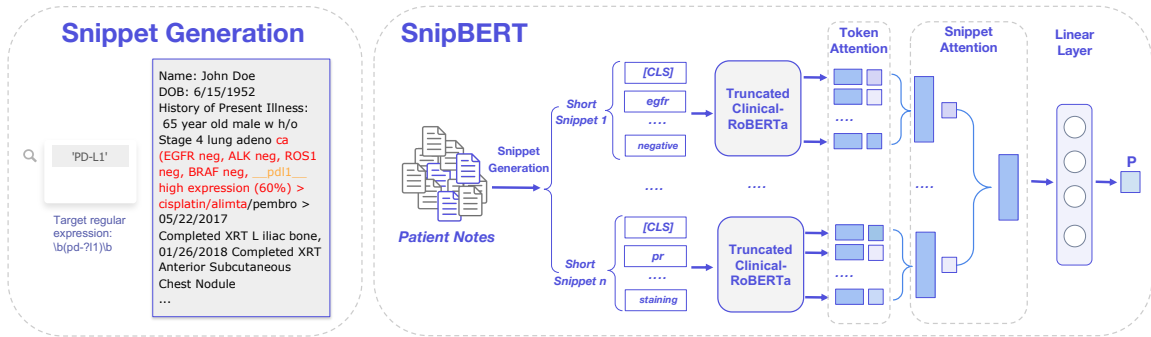 Snippet Generation
'PD-L1'
Target regular
expression:
\b(pd-?l1)\b
Name: John Doe
DOB: 6/15/1952
History of Present Illness:
65 year old male w h/o
Stage 4 lung adeno ca
(EGFR neg, ALK neg, ROS1
neg, BRAF neg, __pdl1__
high expression (60%) >
cisplatin/alimta/pembro >
05/22/2017
Completed XRT L iliac bone,
01/26/2018 Completed XRT
Anterior Subcutaneous
Chest Nodule
...
SnipBERT
Patient Notes
Snippet
Generation
Short
Snippet 1
[CLS]
egfr
....
negative
Truncated
Clinical-
RoBERTa
....
....
Short
Snippet n
[CLS]
pr
....
staining
Truncated
Clinical-
RoBERTa
Token
Attention
....
....
Snippet
Attention
....
Linear
Layer
P